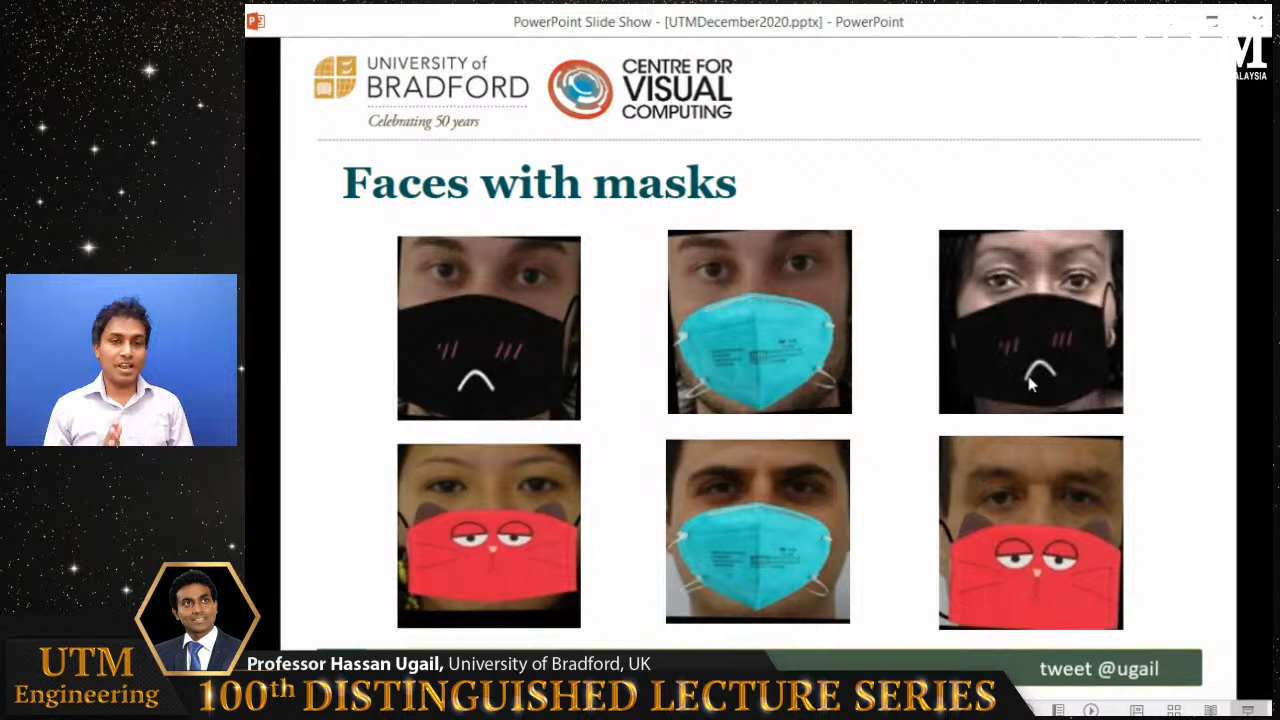 PowerPoint Slide Show - [UTMDecember2020.pptx] - PowerPoint
UNIVERSITY of
BRADFORD
Celebrating 50 years
CENTRE FOR
VISUAL
COMPUTING
Faces with masks
tweet @ugail
Professor Hassan Ugail, University of Bradford, UK
UTM
Engineering
100th DISTINGUISHED LECTURE SERIES